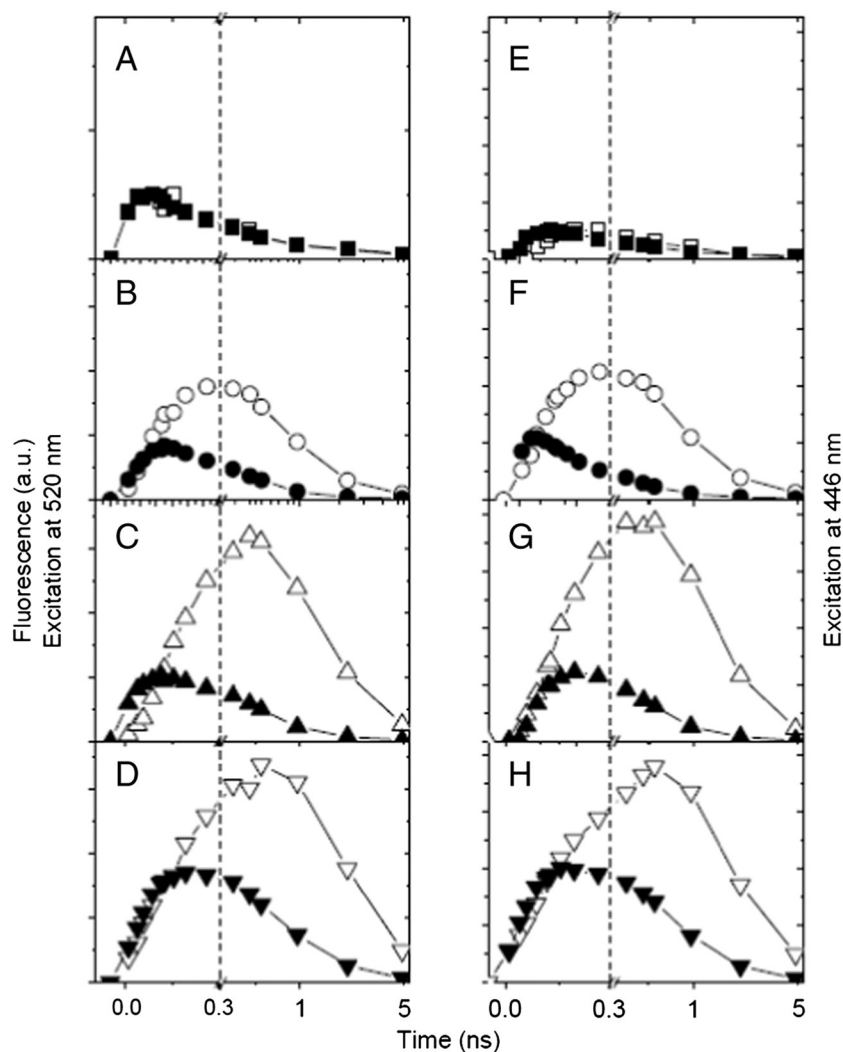 A
E
B
F
C
G
D
H
Fluorescence (a.u.)
Excitation at 520 nm
Excitation at 446 nm
0.0 0.3 1 5
0.0 0.3 1 5
Time (ns)